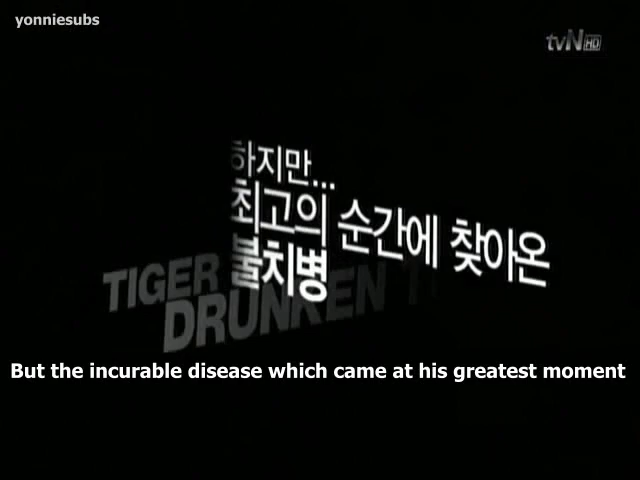 yonniesubs
tvN HD
하지만...
최고의 순간에 찾아온
불치병
TIGER
DRUNKEN T
But the incurable disease which came at his greatest moment